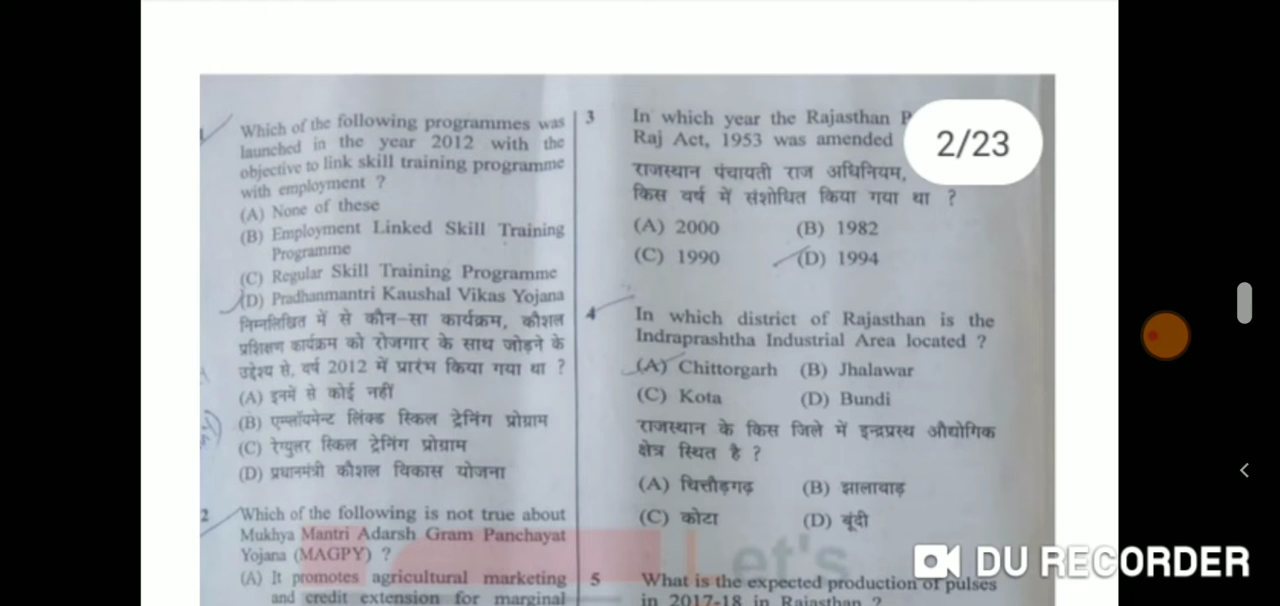 1
Which of the following programmes was
launched in the year 2012 with the
objective to link skill training programme
with employment ?
(A) None of these
(B) Employment Linked Skill Training
Programme
(C) Regular Skill Training Programme
(D) Pradhanmantri Kaushal Vikas Yojana
निम्नलिखित में से कौन-सा कार्यक्रम, कौशल
प्रशिक्षण कार्यक्रम को रोजगार के साथ जोड़ने के
उद्देश्य से, वर्ष 2012 में प्रारंभ किया गया था ?
(A) इनमें से कोई नहीं
(B) एम्प्लॉयमेन्ट लिंक्ड स्किल ट्रेनिंग प्रोग्राम
(C) रेग्युलर स्किल ट्रेनिंग प्रोग्राम
(D) प्रधानमंत्री कौशल विकास योजना
2 Which of the following is not true about
Mukhya Mantri Adarsh Gram Panchayat
Yojana (MAGPY) ?
(A) It promotes agricultural marketing
and credit extension for marginal
3 In which year the Rajasthan
Raj Act, 1953 was amended
राजस्थान पंचायती राज अधिनियम,
किस वर्ष में संशोधित किया गया था ?
(A) 2000 (B) 1982
(C) 1990 (D) 1994
4 In which district of Rajasthan is the
Indraprashtha Industrial Area located ?
(A) Chittorgarh (B) Jhalawar
(C) Kota (D) Bundi
राजस्थान के किस जिले में इन्द्रप्रस्थ औद्योगिक
क्षेत्र स्थित है ?
(A) चित्तौड़गढ़ (B) झालावाड़
(C) कोटा (D) बूंदी
5 What is the expected production of pulses
in 2017-18 in Rajasthan ?
2/23
Let's
DU RECORDER